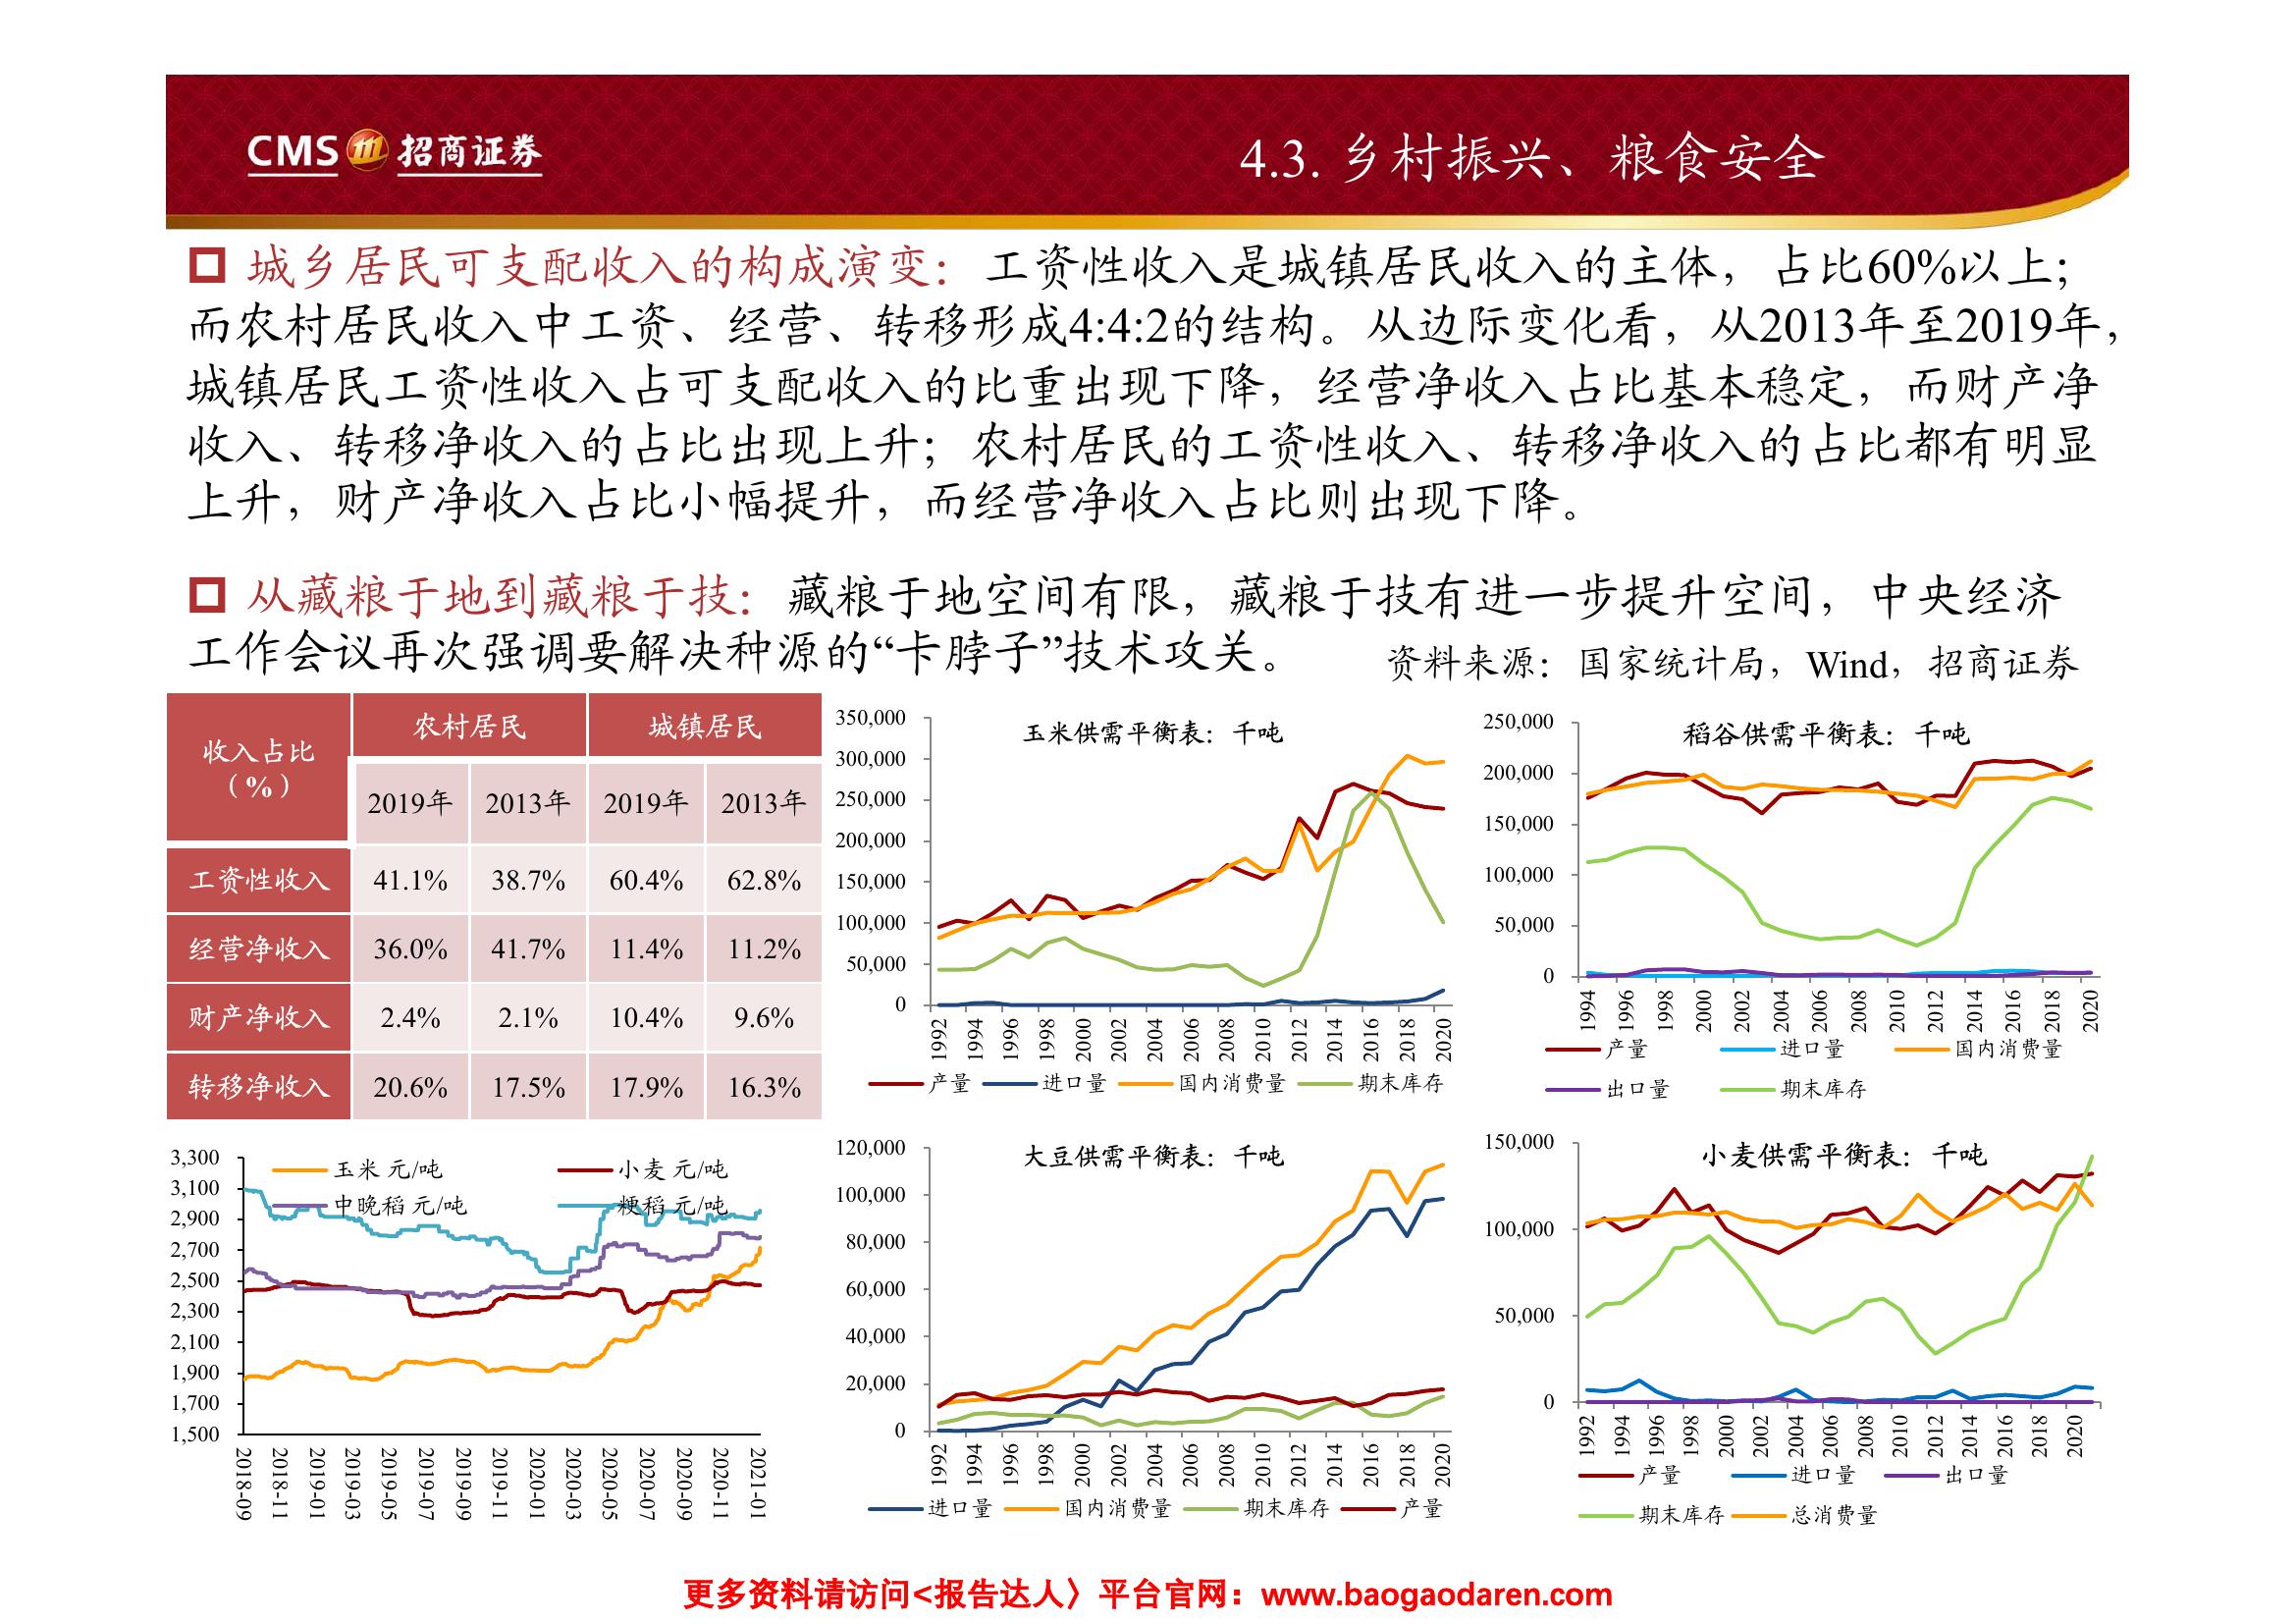 CMS 招商证券
4.3. 乡村振兴、粮食安全
城乡居民可支配收入的构成演变：工资性收入是城镇居民收入的主体，占比60%以上；
而农村居民收入中工资、经营、转移形成4:4:2的结构。从边际变化看，从2013年至2019年，
城镇居民工资性收入占可支配收入的比重出现下降，经营净收入占比基本稳定，而财产净
收入、转移净收入的占比出现上升；农村居民的工资性收入、转移净收入的占比都有明显
上升，财产净收入占比小幅提升，而经营净收入占比则出现下降。
从藏粮于地到藏粮于技：藏粮于地空间有限，藏粮于技有进一步提升空间，中央经济
工作会议再次强调要解决种源的“卡脖子”技术攻关。
资料来源：国家统计局，Wind，招商证券
收入占比
（%）
农村居民 城镇居民
2019年 2013年 2019年 2013年
工资性收入 41.1% 38.7% 60.4% 62.8%
经营净收入 36.0% 41.7% 11.4% 11.2%
财产净收入 2.4% 2.1% 10.4% 9.6%
转移净收入 20.6% 17.5% 17.9% 16.3%
玉米供需平衡表：千吨
350,000
300,000
250,000
200,000
150,000
100,000
50,000
0
1992 1994 1996 1998 2000 2002 2004 2006 2008 2010 2012 2014 2016 2018 2020
产量 进口量 国内消费量 期末库存
稻谷供需平衡表：千吨
250,000
200,000
150,000
100,000
50,000
0
1994 1996 1998 2000 2002 2004 2006 2008 2010 2012 2014 2016 2018 2020
产量 进口量 国内消费量
出口量 期末库存
玉米 元/吨 小麦 元/吨
中晚稻 元/吨 粳稻 元/吨
3,300
3,100
2,900
2,700
2,500
2,300
2,100
1,900
1,700
1,500
2018-09 2018-11 2019-01 2019-03 2019-05 2019-07 2019-09 2019-11 2020-01 2020-03 2020-05 2020-07 2020-09 2020-11 2021-01
大豆供需平衡表：千吨
120,000
100,000
80,000
60,000
40,000
20,000
0
1992 1994 1996 1998 2000 2002 2004 2006 2008 2010 2012 2014 2016 2018 2020
进口量 国内消费量 期末库存 产量
小麦供需平衡表：千吨
150,000
100,000
50,000
0
1992 1994 1996 1998 2000 2002 2004 2006 2008 2010 2012 2014 2016 2018 2020
产量 进口量 出口量
期末库存 总消费量
更多资料请访问<报告达人〉平台官网：www.baogaodaren.com